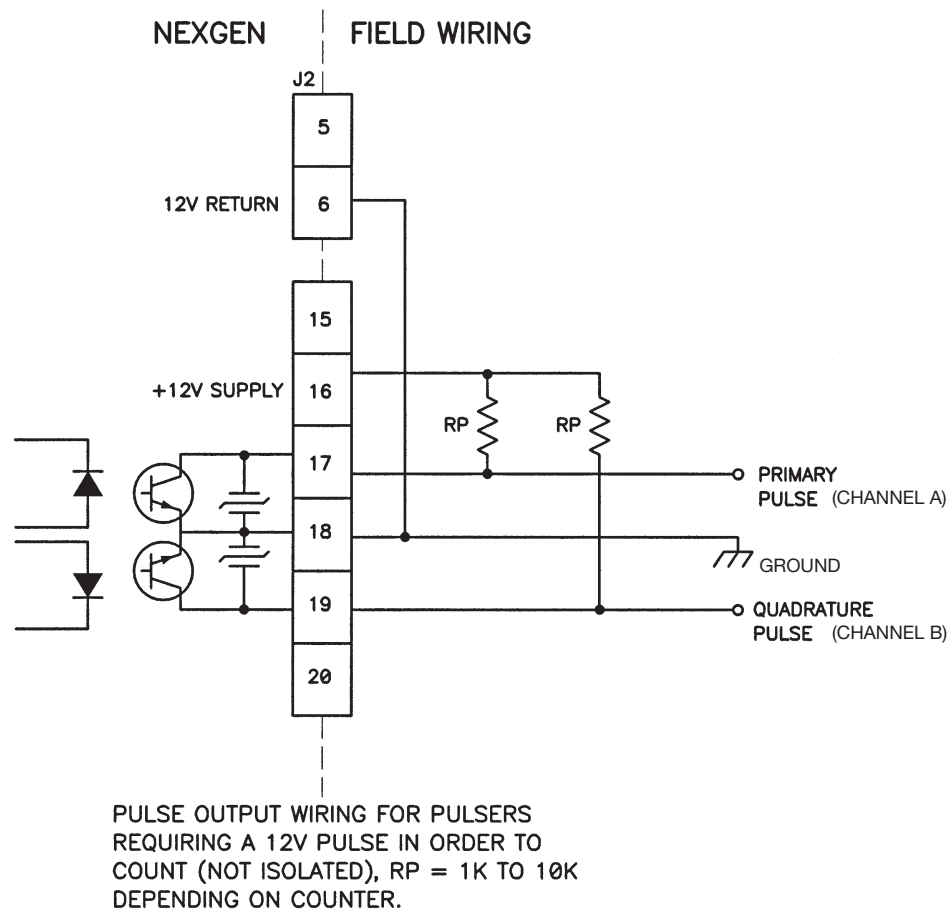 NEXGEN
FIELD WIRING
J2
5
12V RETURN
6
15
+12V SUPPLY
16
RP
RP
17
PRIMARY
PULSE (CHANNEL A)
18
GROUND
19
QUADRATURE
PULSE (CHANNEL B)
20
PULSE OUTPUT WIRING FOR PULSERS
REQUIRING A 12V PULSE IN ORDER TO
COUNT (NOT ISOLATED), RP = 1K TO 10K
DEPENDING ON COUNTER.